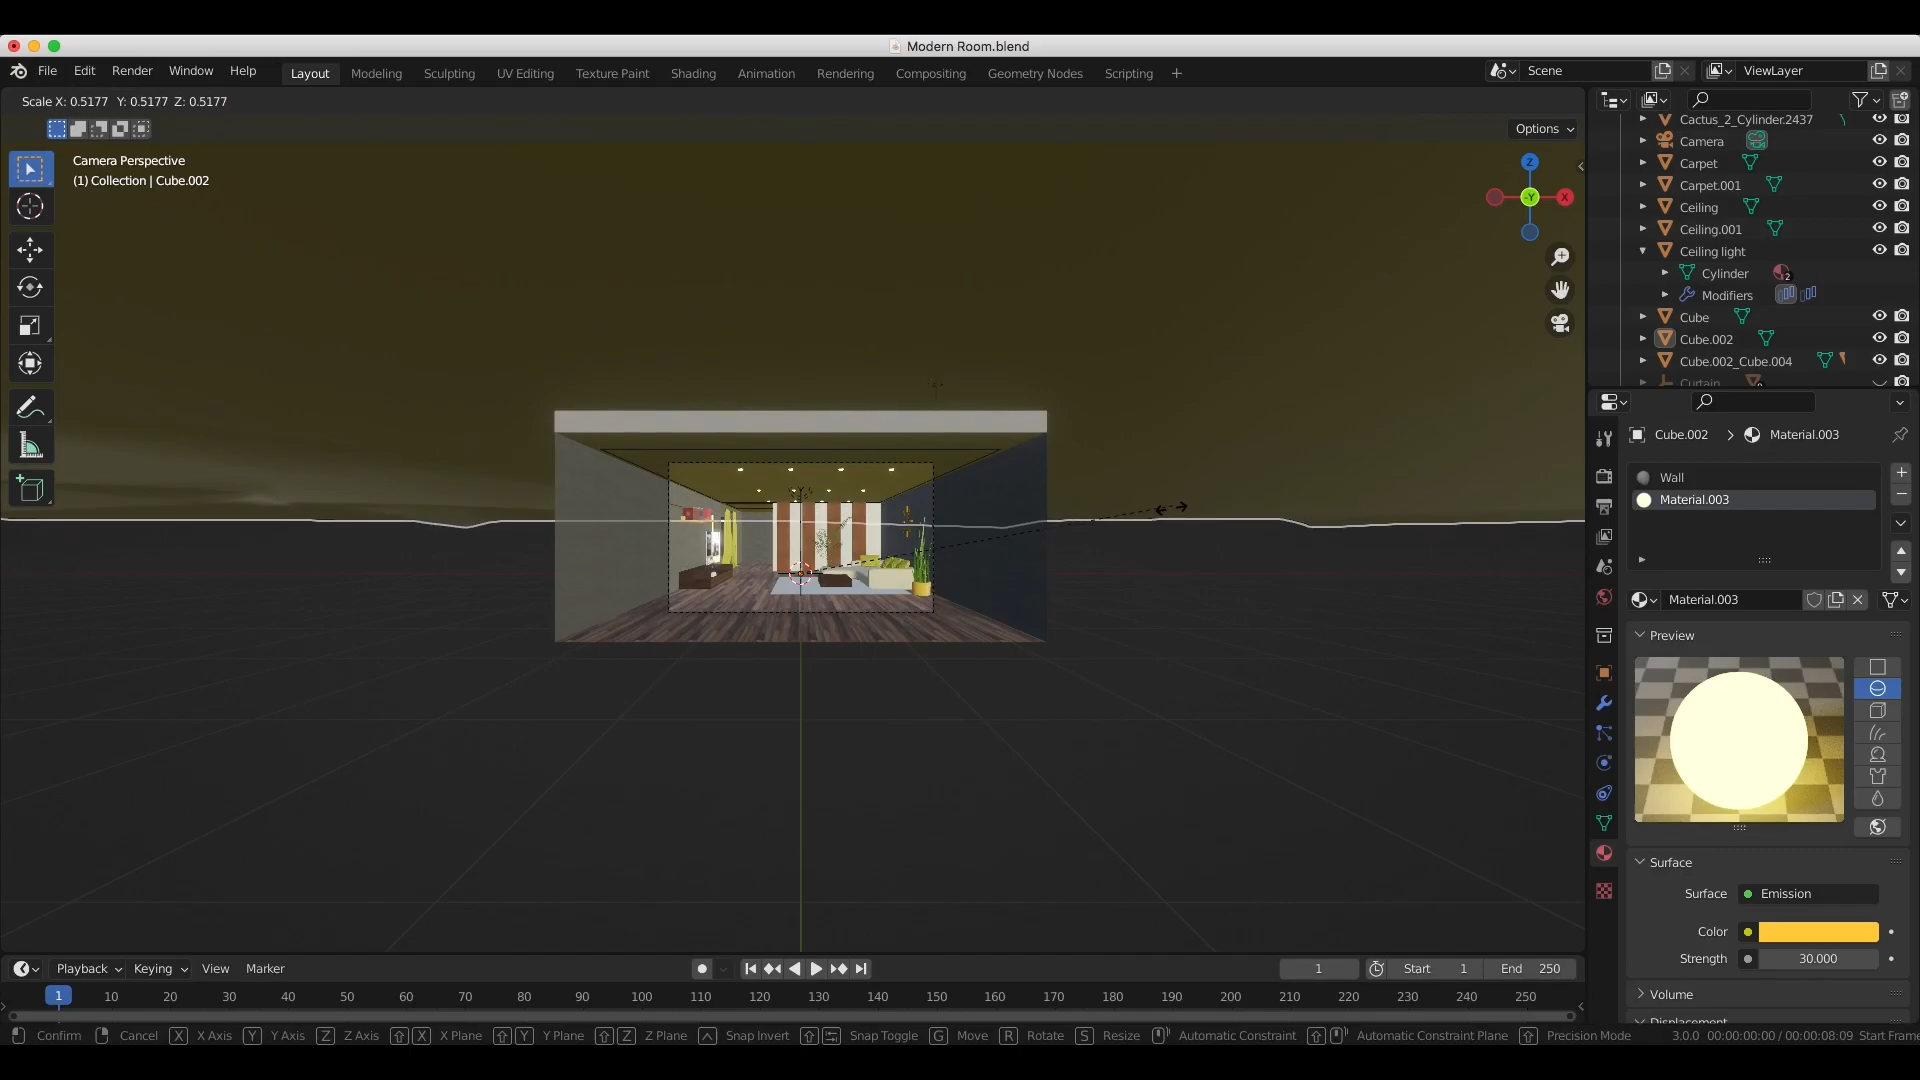 Modern Room.blend
File Edit Render Window Help Layout Modeling Sculpting UV Editing Texture Paint Shading Animation Rendering Compositing Geometry Nodes Scripting + Scene ViewLayer
Scale X: 0.5177 Y: 0.5177 Z: 0.5177
Options
Camera Perspective
(1) Collection | Cube.002
Z
-Y
X
Cactus_2_Cylinder.2437
Camera
Carpet
Carpet.001
Ceiling
Ceiling.001
Ceiling light
Cylinder 2
Modifiers
Cube
Cube.002
Cube.002_Cube.004
Curtain
Cube.002 > Material.003
Wall
Material.003
Material.003
Preview
Surface
Surface Emission
Color
Strength 30.000
Volume
Displacement
Playback Keying View Marker 1 Start 1 End 250
1 10 20 30 40 50 60 70 80 90 100 110 120 130 140 150 160 170 180 190 200 210 220 230 240 250
Confirm Cancel X X Axis Y Y Axis Z Z Axis X X Plane Y Y Plane Z Z Plane Snap Invert Snap Toggle G Move R Rotate S Resize Automatic Constraint Automatic Constraint Plane Precision Mode 3.0.0 00:00:00:00 / 00:00:08:09 Start Frame